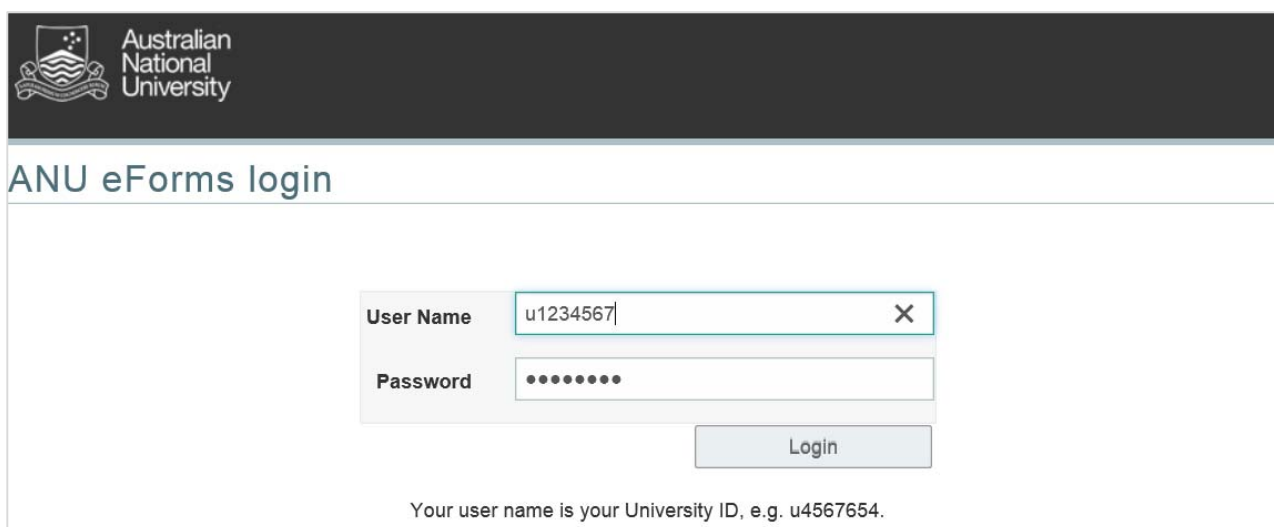 Australian
National
University
ANU eForms login
User Name u1234567
Password ••••••••
Login
Your user name is your University ID, e.g. u4567654.